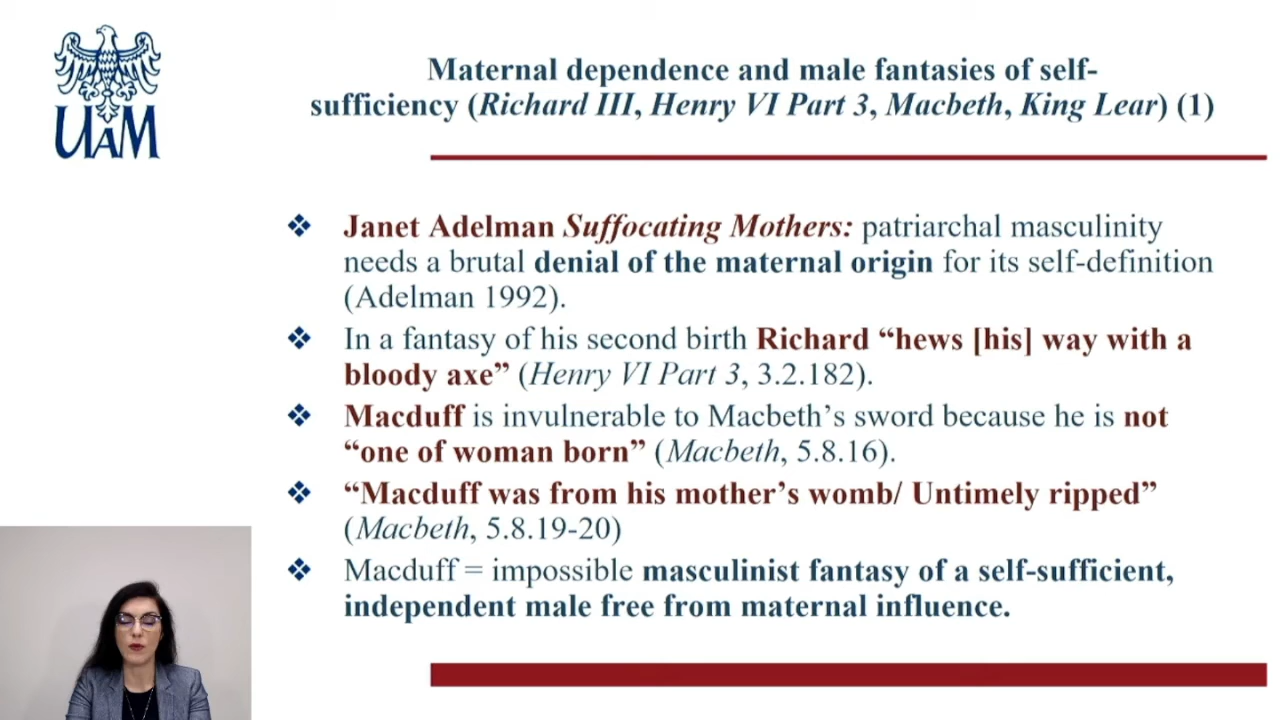 UAM
Maternal dependence and male fantasies of self-
sufficiency (Richard III, Henry VI Part 3, Macbeth, King Lear) (1)
❖ Janet Adelman Suffocating Mothers: patriarchal masculinity
needs a brutal denial of the maternal origin for its self-definition
(Adelman 1992).
❖ In a fantasy of his second birth Richard “hews [his] way with a
bloody axe” (Henry VI Part 3, 3.2.182).
❖ Macduff is invulnerable to Macbeth’s sword because he is not
“one of woman born” (Macbeth, 5.8.16).
❖ “Macduff was from his mother’s womb/ Untimely ripped”
(Macbeth, 5.8.19-20)
❖ Macduff = impossible masculinist fantasy of a self-sufficient,
independent male free from maternal influence.